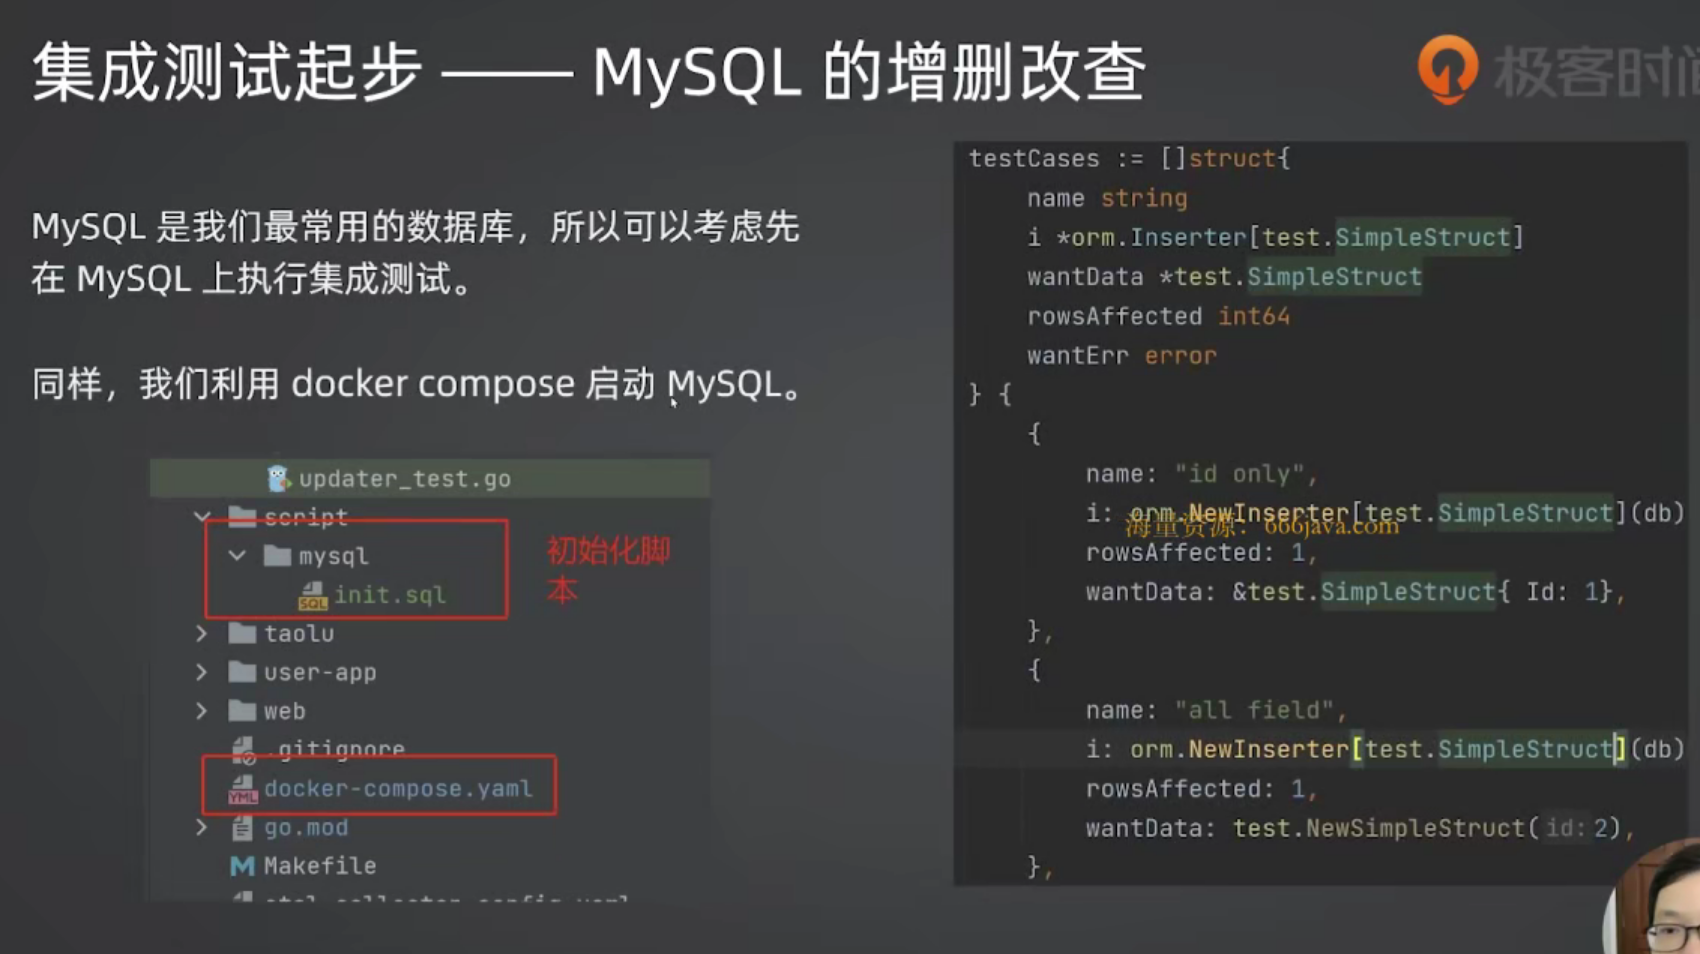 集成测试起步 —— MySQL 的增删改查
极客时间
MySQL 是我们最常用的数据库，所以可以考虑先
在 MySQL 上执行集成测试。
同样，我们利用 docker compose 启动 MySQL。
updater_test.go
script
mysql
init.sql
初始化脚
本
taolu
user-app
web
.gitignore
docker-compose.yaml
go.mod
Makefile
testCases := []struct{
name string
i *orm.Inserter[test.SimpleStruct]
wantData *test.SimpleStruct
rowsAffected int64
wantErr error
} {
{
name: "id only",
i: orm.NewInserter[test.SimpleStruct](db)
海量资源：666java.com
rowsAffected: 1,
wantData: &test.SimpleStruct{ Id: 1},
},
{
name: "all field",
i: orm.NewInserter[test.SimpleStruct](db)
rowsAffected: 1,
wantData: test.NewSimpleStruct( id: 2),
},